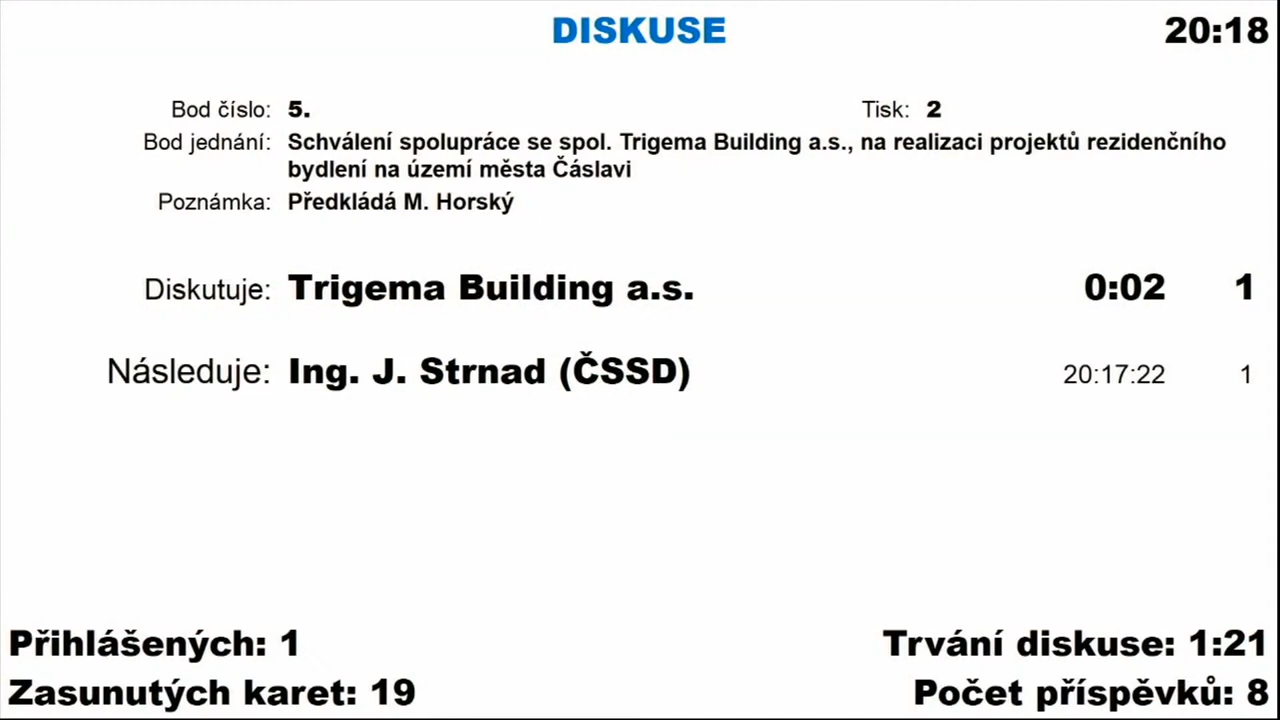 DISKUSE 20:18
Bod číslo: 5. Tisk: 2
Bod jednání: Schválení spolupráce se spol. Trigema Building a.s., na realizaci projektů rezidenčního
bydlení na území města Čáslavi
Poznámka: Předkládá M. Horský
Diskutuje: Trigema Building a.s. 0:02 1
Následuje: Ing. J. Strnad (ČSSD) 20:17:22 1
Přihlášených: 1 Trvání diskuse: 1:21
Zasunutých karet: 19 Počet příspěvků: 8